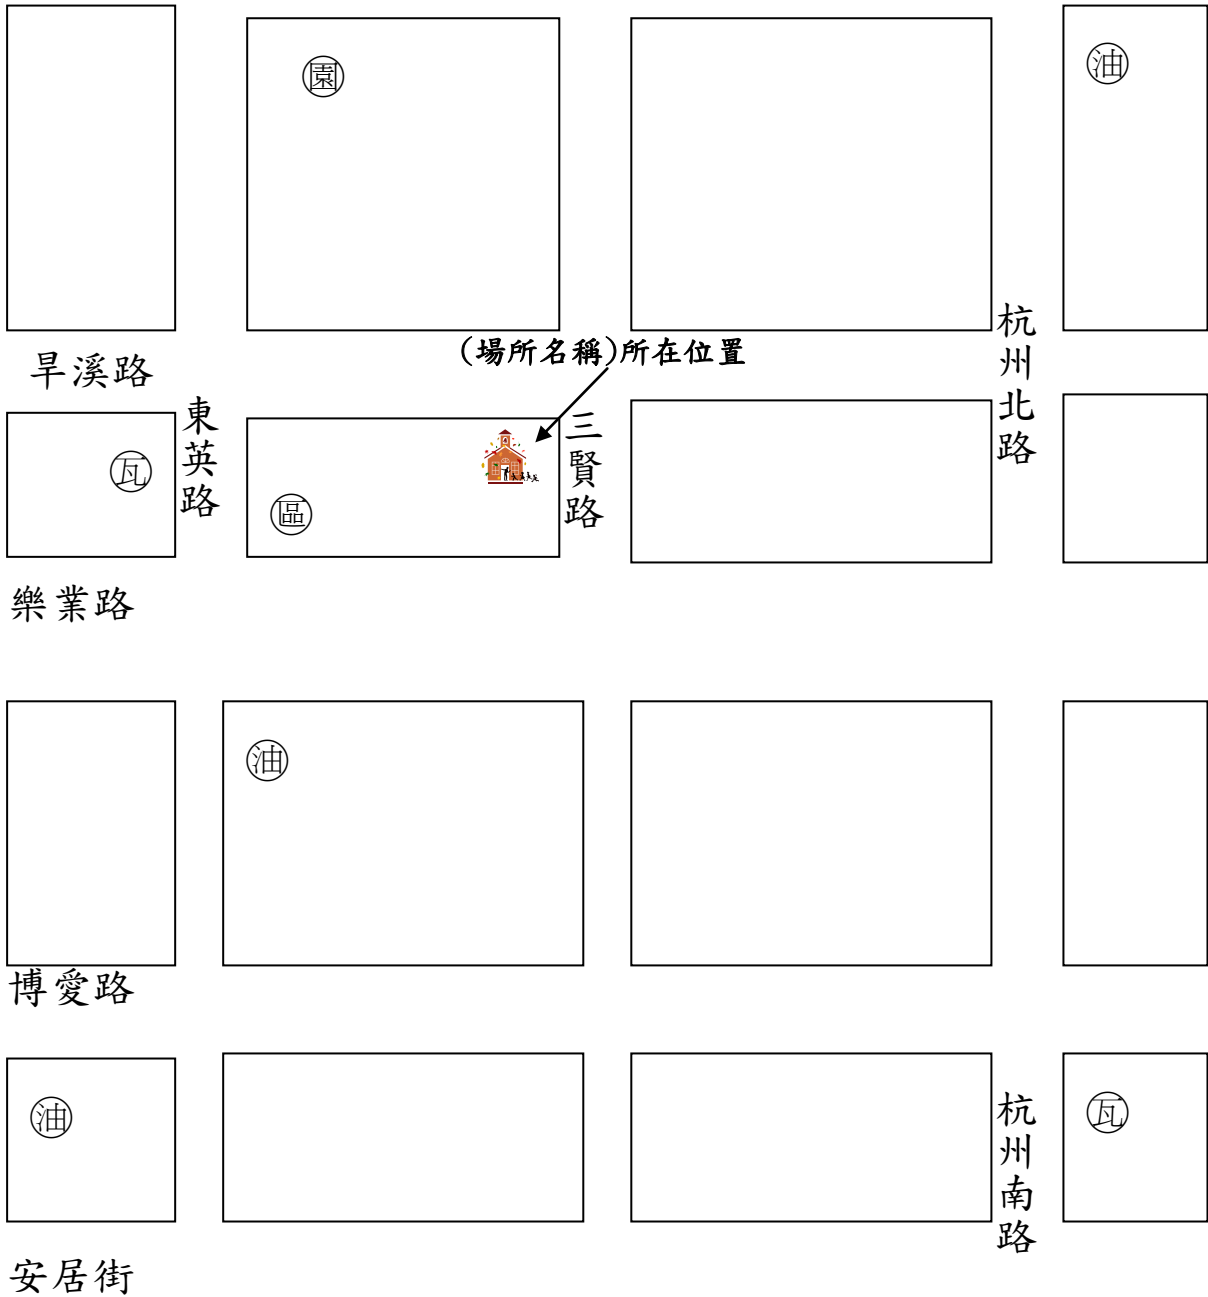 園
油
杭州北路
(場所名稱)所在位置
旱溪路
東英路
三賢路
瓦
區
樂業路
油
博愛路
油
杭州南路
瓦
安居街